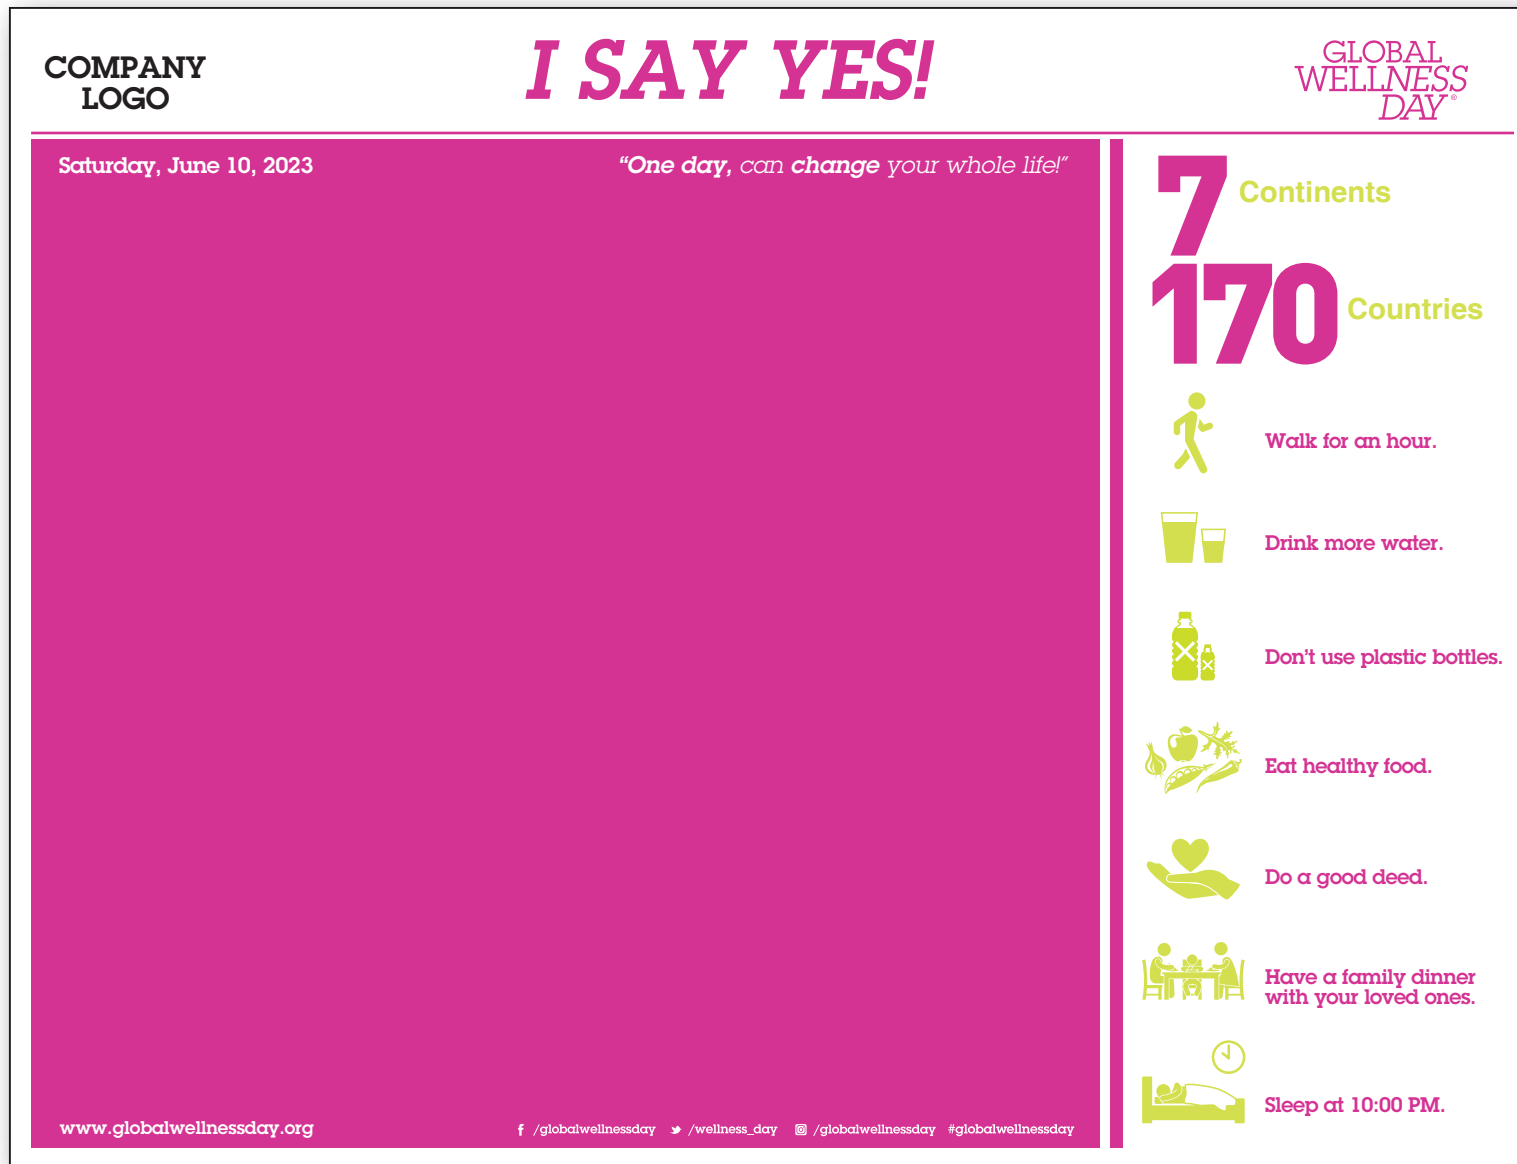 COMPANY
LOGO
I SAY YES!
GLOBAL
WELLNESS
DAY®
Saturday, June 10, 2023
“One day, can change your whole life!”
7 Continents
170 Countries
Walk for an hour.
Drink more water.
Don’t use plastic bottles.
Eat healthy food.
Do a good deed.
Have a family dinner
with your loved ones.
Sleep at 10:00 PM.
www.globalwellnessday.org
/globalwellnessday /wellness_day /globalwellnessday #globalwellnessday